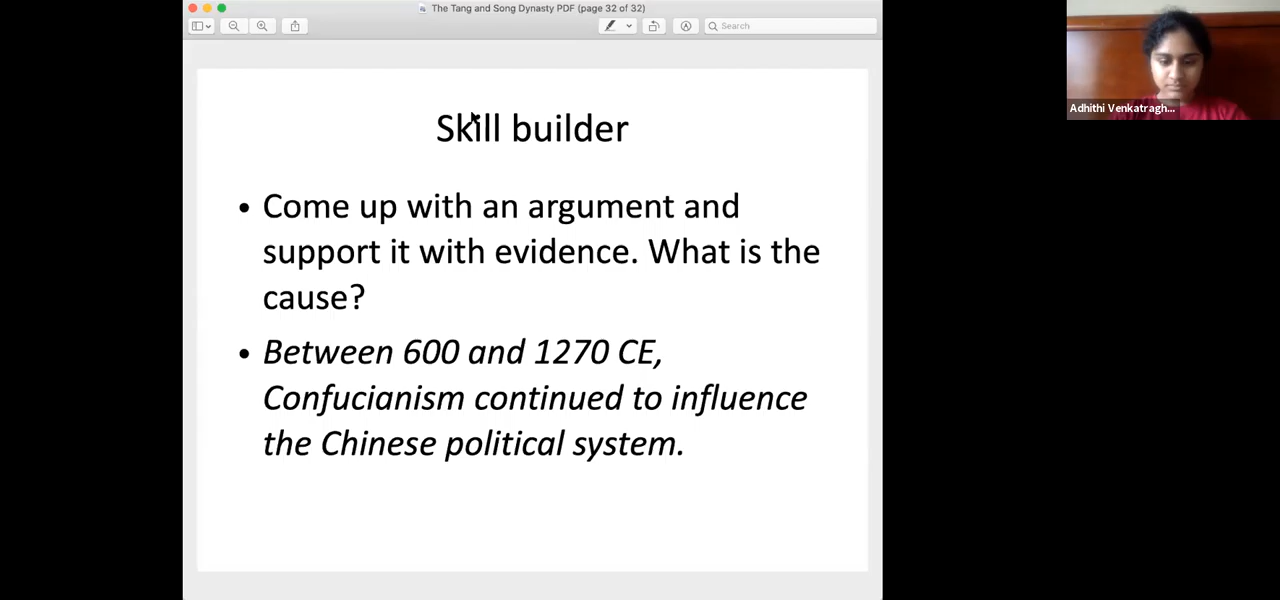 The Tang and Song Dynasty PDF (page 32 of 32)
Search
Adhithi Venkatragh...
Skill builder
• Come up with an argument and
support it with evidence. What is the
cause?
• Between 600 and 1270 CE,
Confucianism continued to influence
the Chinese political system.